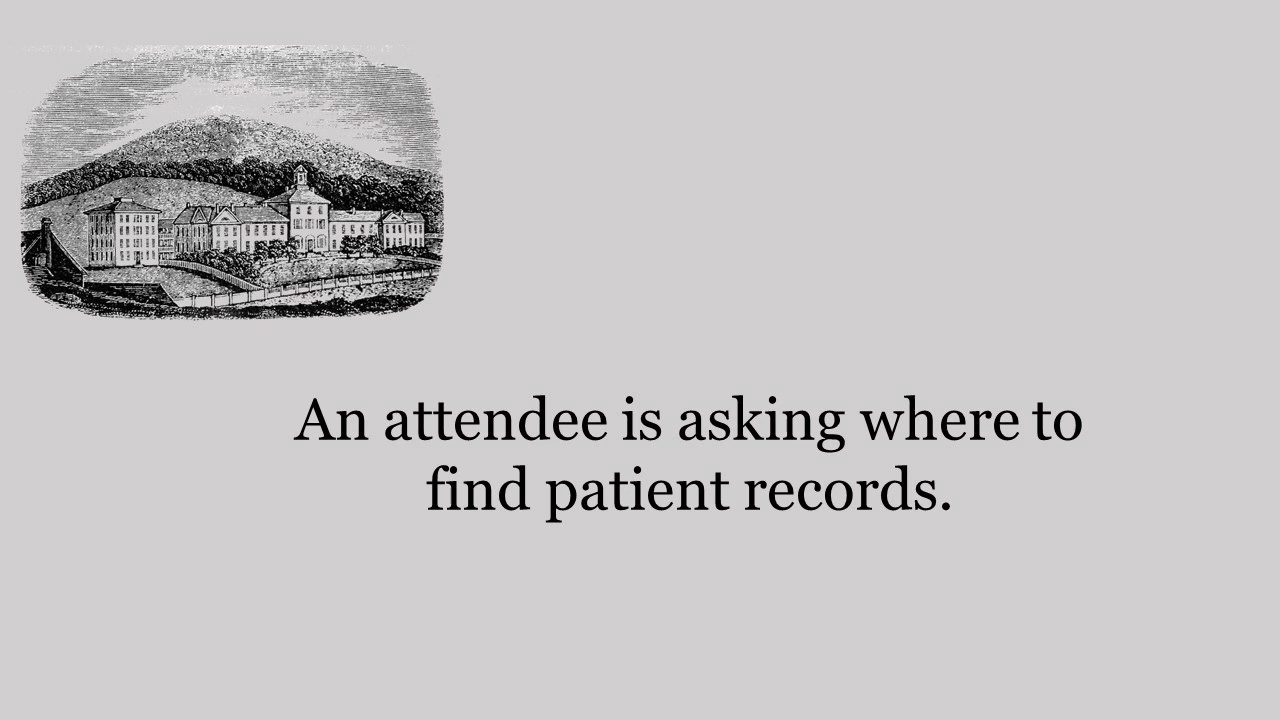 An attendee is asking where to
find patient records.